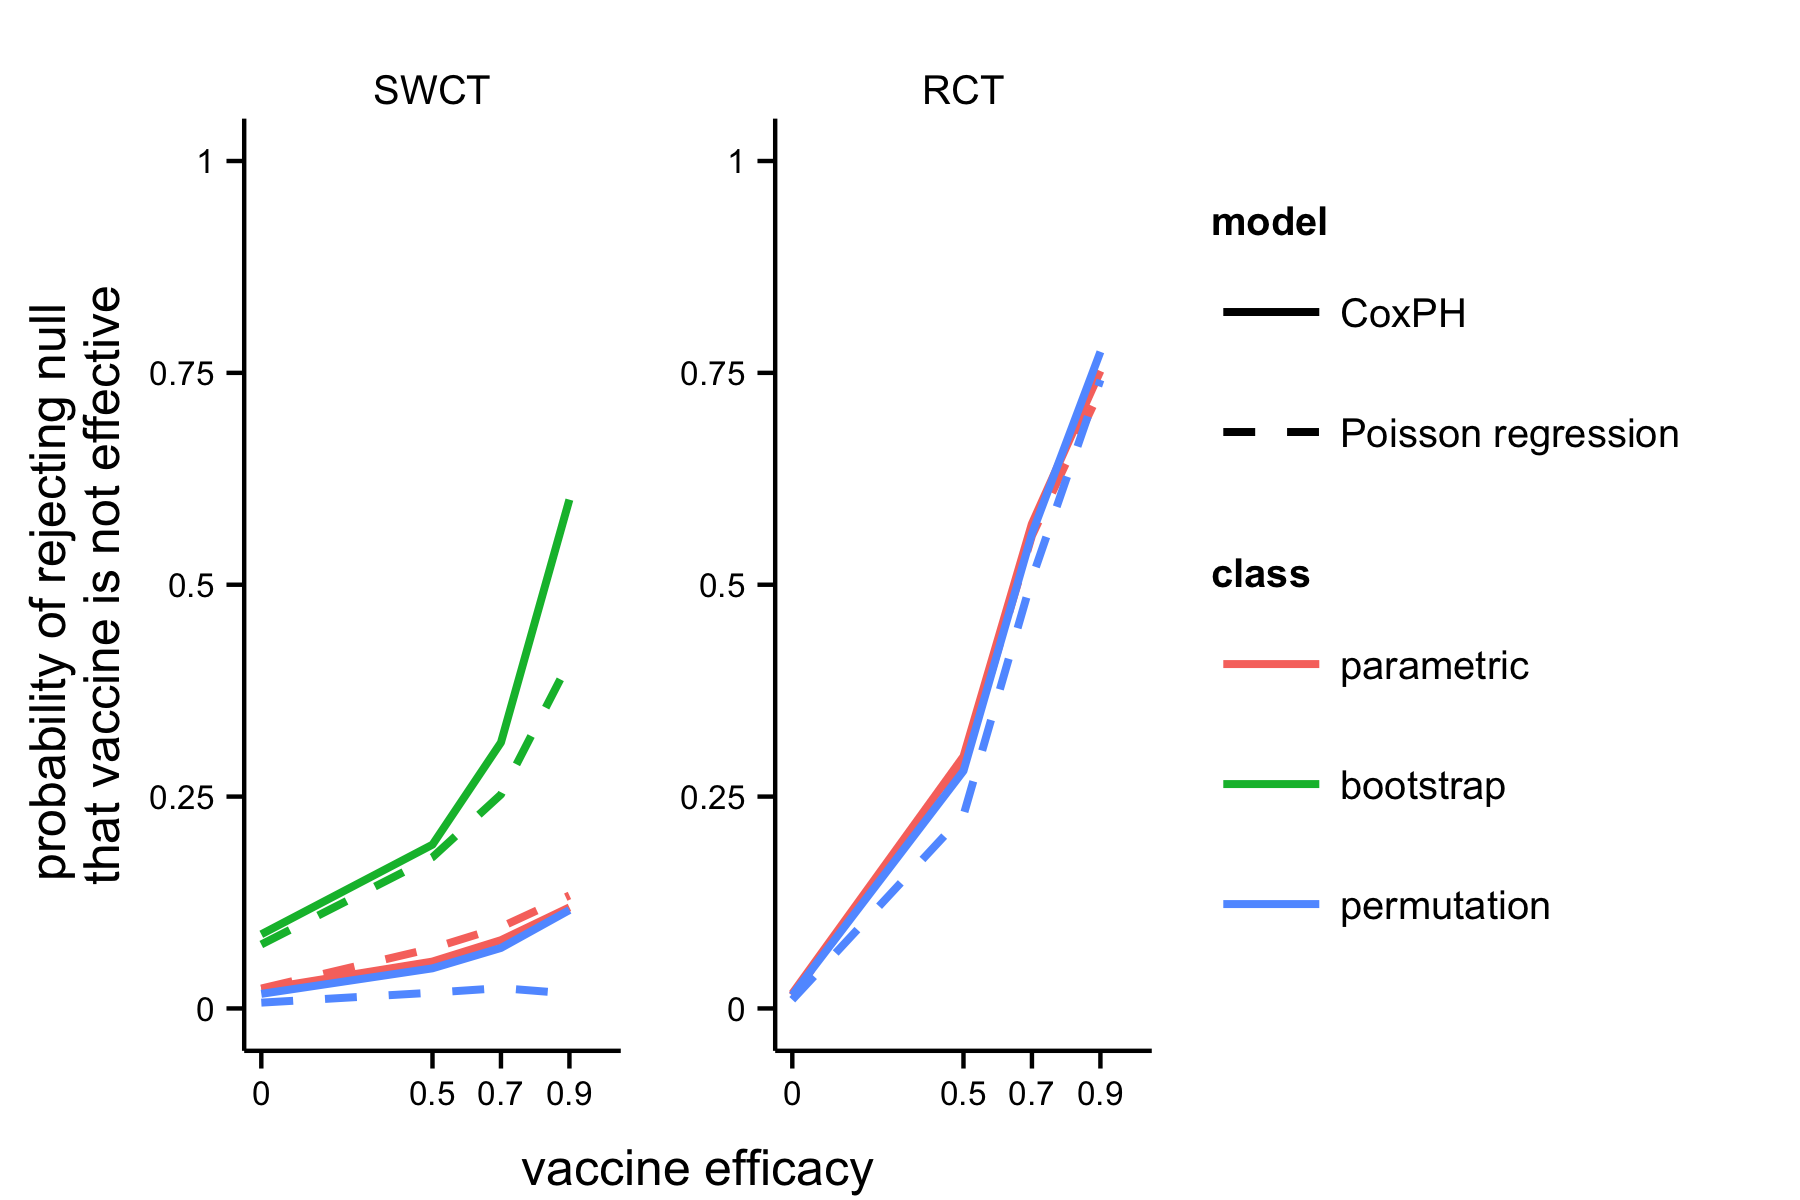 SWCT
RCT
probability of rejecting null
that vaccine is not effective
1
0.75
0.5
0.25
0
0
0.5
0.7
0.9
1
0.75
0.5
0.25
0
0
0.5
0.7
0.9
vaccine efficacy
model
CoxPH
Poisson regression
class
parametric
bootstrap
permutation